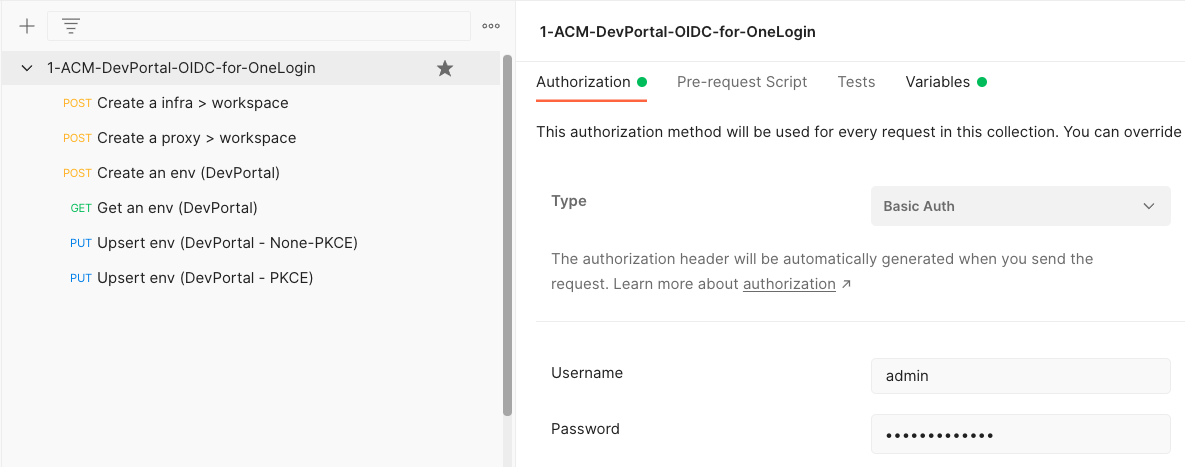 1-ACM-DevPortal-OIDC-for-OneLogin
POST Create a infra > workspace
POST Create a proxy > workspace
POST Create an env (DevPortal)
GET Get an env (DevPortal)
PUT Upsert env (DevPortal - None-PKCE)
PUT Upsert env (DevPortal - PKCE)
1-ACM-DevPortal-OIDC-for-OneLogin
Authorization Pre-request Script Tests Variables
This authorization method will be used for every request in this collection. You can override
Type Basic Auth
The authorization header will be automatically generated when you send the
request. Learn more about authorization ↗
Username admin
Password •••••••••••••